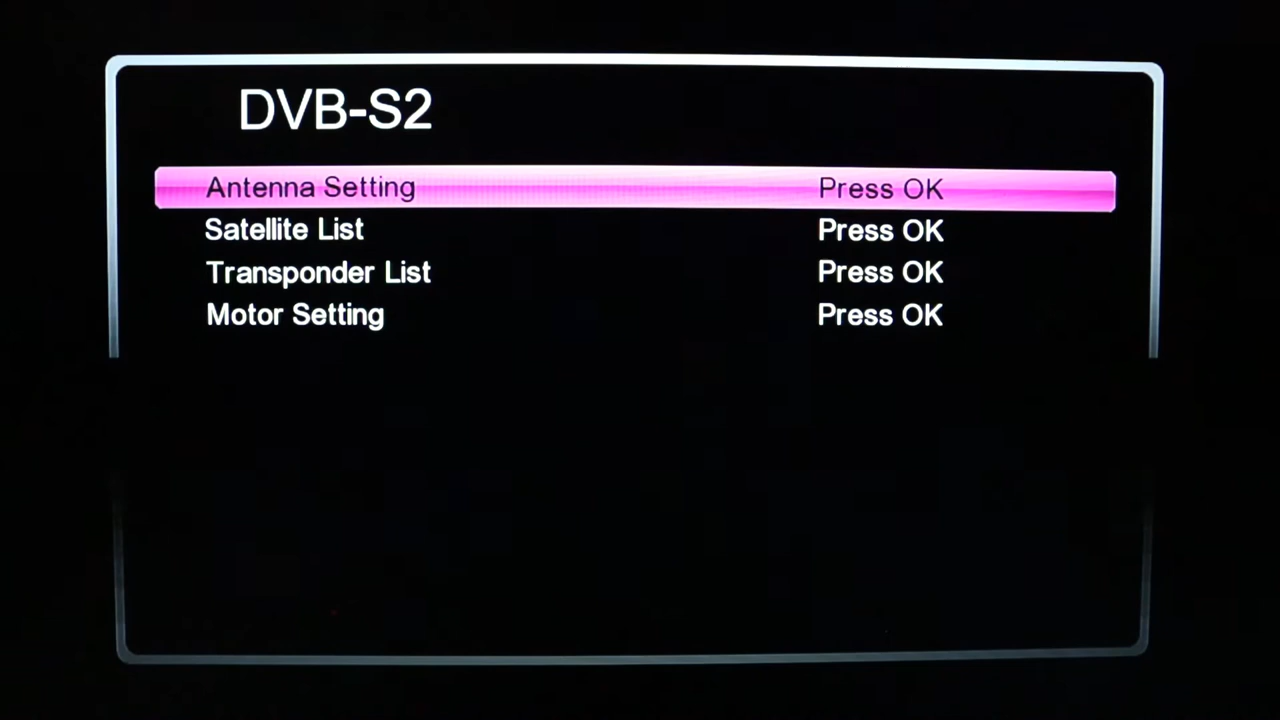 DVB-S2
Antenna Setting Press OK
Satellite List Press OK
Transponder List Press OK
Motor Setting Press OK